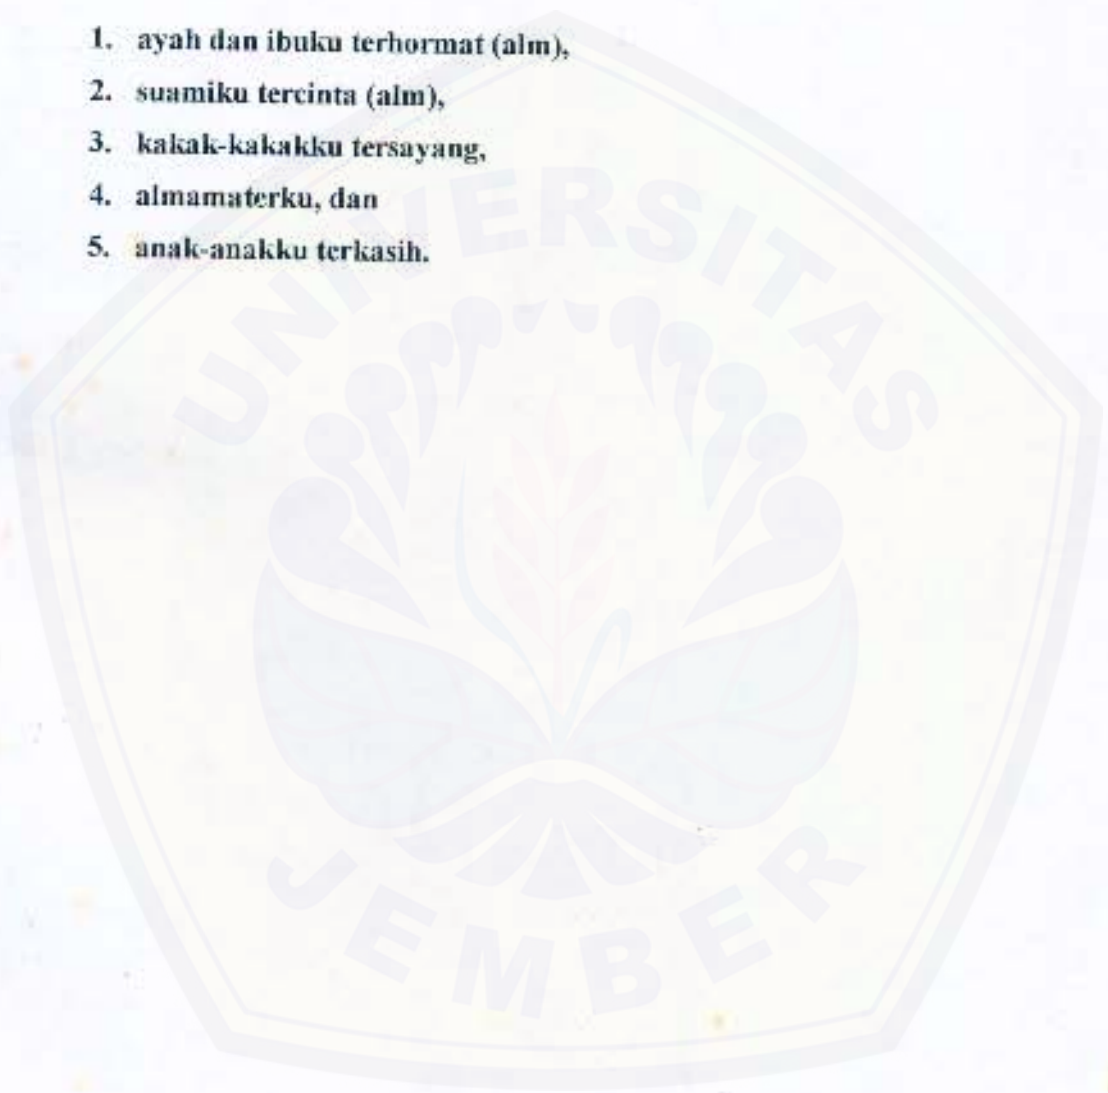 1. ayah dan ibuku terhormat (alm),
2. suamiku tercinta (alm),
3. kakak-kakakku tersayang,
4. almamaterku, dan
5. anak-anakku terkasih.
UNIVERSITAS
JEMBER